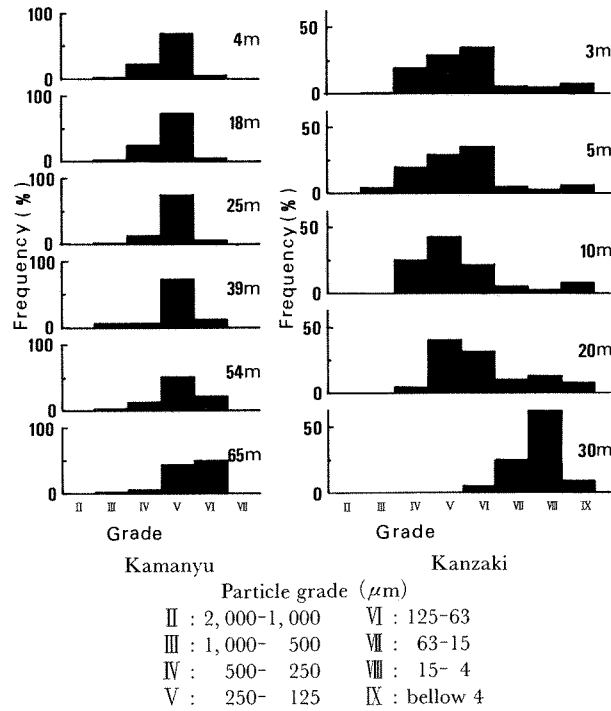 Frequency (%)
100
0
4m
100
0
18m
100
0
25m
100
0
39m
100
0
54m
100
0
65m
Ⅱ Ⅲ Ⅳ Ⅴ Ⅵ Ⅶ
Grade
Kamanyu
Frequency (%)
50
0
3m
50
0
5m
50
0
10m
50
0
20m
50
0
30m
Ⅱ Ⅲ Ⅳ Ⅴ Ⅵ Ⅶ Ⅷ Ⅸ
Grade
Kanzaki
Particle grade (μm)
Ⅱ : 2,000-1,000 Ⅵ : 125-63
Ⅲ : 1,000- 500 Ⅶ : 63-15
Ⅳ : 500- 250 Ⅷ : 15- 4
Ⅴ : 250- 125 Ⅸ : bellow 4